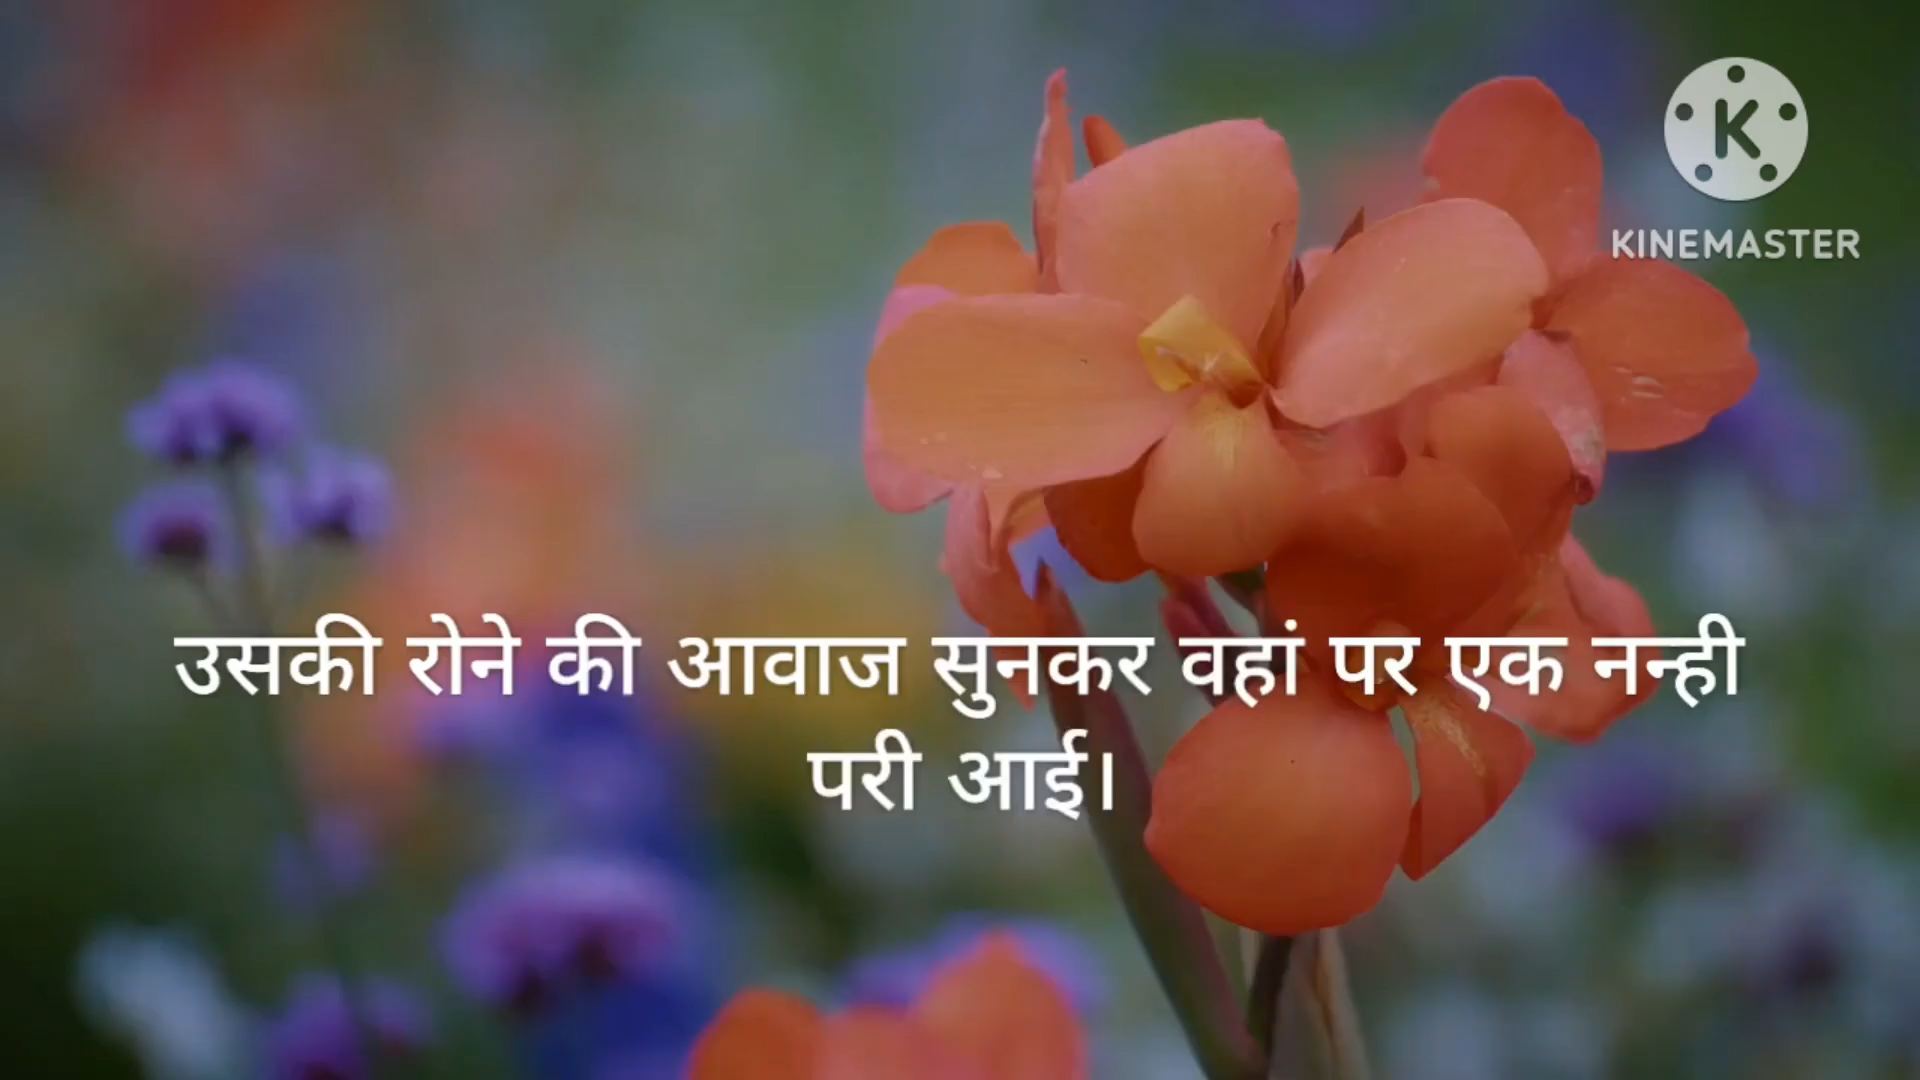 KINEMASTER
उसकी रोने की आवाज सुनकर वहां पर एक नन्ही
परी आई।